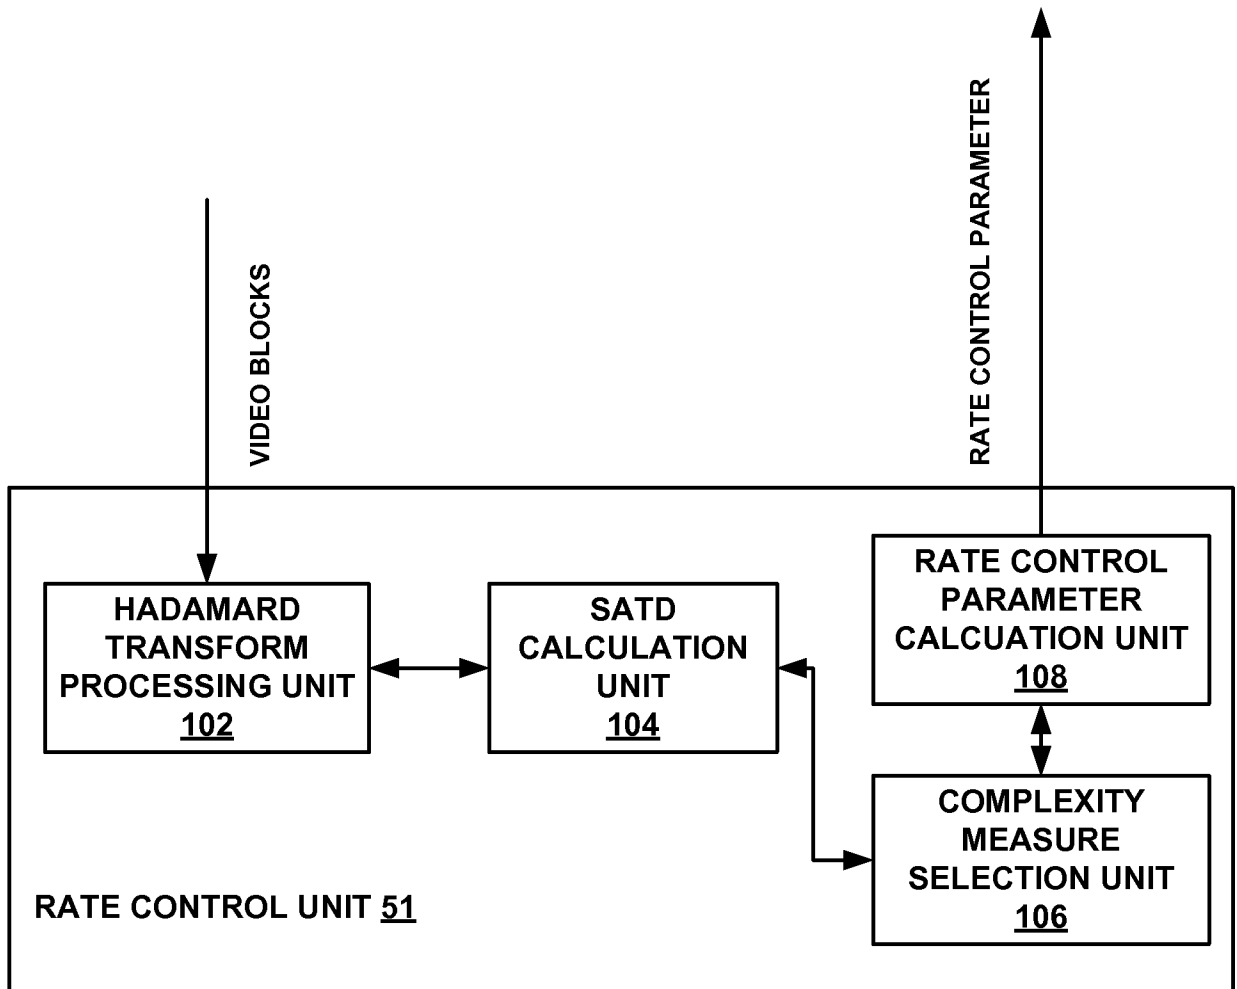 VIDEO BLOCKS
RATE CONTROL PARAMETER
HADAMARD
TRANSFORM
PROCESSING UNIT
102
SATD
CALCULATION
UNIT
104
RATE CONTROL
PARAMETER
CALCUATION UNIT
108
COMPLEXITY
MEASURE
SELECTION UNIT
106
RATE CONTROL UNIT 51